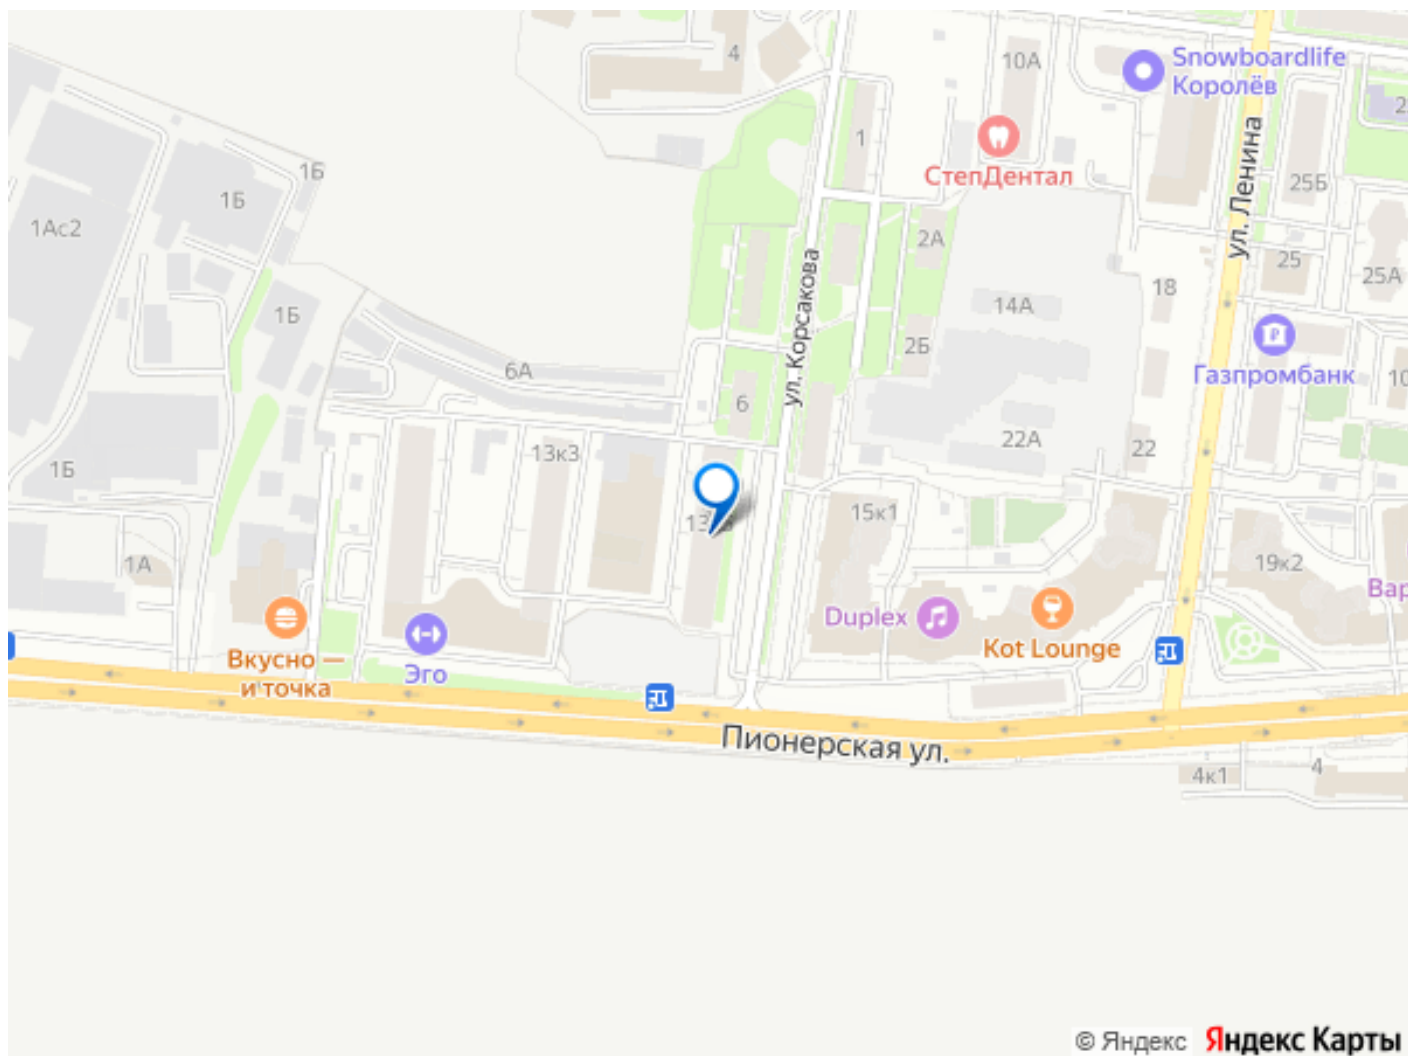 4
10А
Snowboardlife
Королёв
1
СтепДентал
ул. Ленина
25Б
1Б
1Б
1Ас2
2А
25
25А
18
14А
1Б
ул. Корсакова
2Б
6А
Газпромбанк
6
22А
22
13к3
1Б
15к1
19к2
1А
Duplex
Kot Lounge
Вкусно —
и точка
Эго
Пионерская ул.
4к1
4
© Яндекс
Яндекс Карты